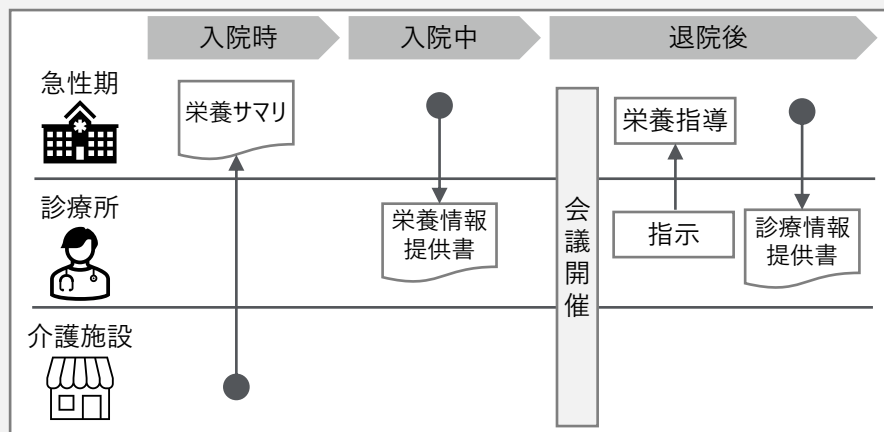 入院時
入院中
退院後
急性期
栄養サマリ
栄養指導
診療所
栄養情報
提供書
会議開催
指示
診療情報
提供書
介護施設